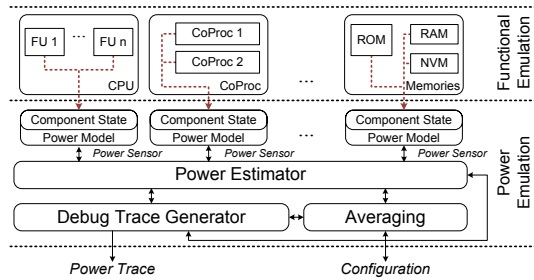 FU 1
...
FU n
CPU
CoProc 1
CoProc 2
CoProc
...
ROM
RAM
NVM
Memories
Functional
Emulation
Component State
Power Model
Component State
Power Model
...
Component State
Power Model
Power Sensor
Power Sensor
Power Sensor
Power Estimator
Debug Trace Generator
Averaging
Power
Emulation
Power Trace
Configuration